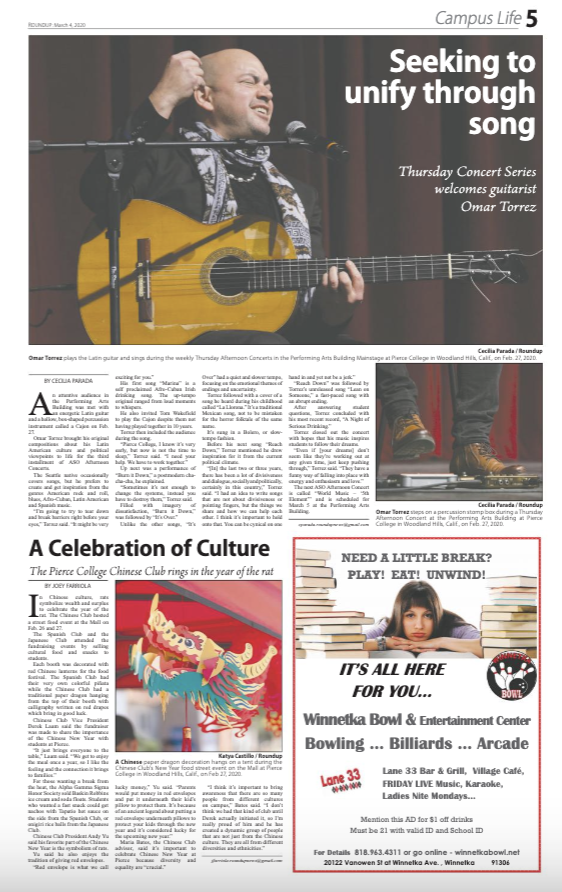 ROUNDUP: March 4, 2020
Campus Life 5
Seeking to
unify through
song
Thursday Concert Series
welcomes guitarist
Omar Torrez
Cecilia Parada / Roundup
Omar Torrez plays the Latin guitar and sings during the weekly Thursday Afternoon Concerts in the Performing Arts Building Mainstage at Pierce College in Woodland Hills, Calif., on Feb. 27, 2020.
BY CECILIA PARADA
An attentive audience in
the Performing Arts
Building was met with
an energetic Latin guitar
and a hollow, box-shaped percussion
instrument called a Cajon on Feb.
27.
Omar Torrez brought his original
compositions about his Latin
American culture and political
viewpoints to life for the third
installment of ASO Afternoon
Concerts.
The Seattle native occasionally
covers songs, but he prefers to
create and get inspiration from the
genres American rock and roll,
blues, Afro-Cuban, Latin American
and Spanish music.
"I'm going to try to tear down
and break barriers right before your
eyes," Torrez said. "It might be very
exciting for you."
His first song "Marina" is a
self proclaimed Afro-Cuban Irish
drinking song. The up-tempo
original ranged from loud moments
to whispers.
He also invited Tom Wakefield
to play the Cajon despite them not
having played together in 10 years.
Torrez then included the audience
during the song.
"Pierce College, I know it's very
early, but now is not the time to
sleep," Torrez said. "I need your
help. We have to work together."
Up next was a performance of
"Burn it Down," a postmodern cha-
cha-cha, he explained.
"Sometimes it's not enough to
change the systems, instead you
have to destroy them," Torrez said.
Filled with imagery of
dissatisfaction, "Burn it Down,"
was followed by "It's Over."
Unlike the other songs, "It's
Over" had a quiet and slower tempo,
focusing on the emotional themes of
endings and uncertainty.
Torrez followed with a cover of a
song he heard during his childhood
called "La Llorona." It's a traditional
Mexican song, not to be mistaken
for the horror folktale of the same
name.
It's song is a Bolero, or slow-
tempo fashion.
Before his next song "Reach
Down," Torrez mentioned he drew
inspiration for it from the current
political climate.
"[In] the last two or three years,
there has been a lot of divisiveness
and dialogue, socially and politically,
certainly in this country," Torrez
said. "I had an idea to write songs
that are not about divisiveness or
pointing fingers, but the things we
share and how we can help each
other. I think it's important to hold
onto that. You can be cynical on one
hand in and yet not be a jerk."
"Reach Down" was followed by
Torrez's unreleased song "Lean on
Someone," a fast-paced song with
an abrupt ending.
After answering student
questions, Torrez concluded with
his most recent record, "A Night of
Serious Drinking."
Torrez closed out the concert
with hopes that his music inspires
students to follow their dreams.
"Even if [your dreams] don't
seem like they're working out at
any given time, just keep pushing
through," Torrez said. "They have a
funny way of falling into place with
energy and enthusiasm and love."
The next ASO Afternoon Concert
is called "World Music -
and is scheduled for
March 5 at the Performing Arts
Building.
cparada.roundupnews@gmail.com
Cecilia Parada / Roundup
Omar Torrez steps on a percussion stomp box during a Thursday
Afternoon Concert at the Performing Arts Building at Pierce
College in Woodland Hills, Calif., on Feb. 27, 2020.
A Celebration of Culture
The Pierce College Chinese Club rings in the year of the rat
BY JOEY FARRIOLA
In Chinese culture, rats
symbolize wealth and surplus
to celebrate the year of the
rat. The Chinese Club hosted
a street food event at the Mall on
Feb. 26 and 27.
The Spanish Club and the
Japanese Club attended the
fundraising events by selling
cultural food and snacks to
students.
Each booth was decorated with
red Chinese lanterns for the food
festival. The Spanish Club had
their very own colorful piñata
while the Chinese Club had a
traditional paper dragon hanging
from the top of their booth with
calligraphy written on red drapes
which bring in good luck.
Chinese Club Vice President
Derek Luam said the fundraiser
was made to share the importance
of the Chinese New Year with
students at Pierce.
"It just brings everyone to the
table," Luam said. "We get to enjoy
the meal once a year, so I like the
feeling and the connection it brings
to families."
For those wanting a break from
the heat, the Alpha Gamma Sigma
Honor Society sold Baskin Robbins
ice cream and soda floats. Students
who wanted a fast snack could get
nachos with Tapatio hot sauce on
the side from the Spanish Club, or
onigiri rice balls from the Japanese
Club.
Chinese Club President Andy Yu
said his favorite part of the Chinese
New Year is the symbolism of rats.
Yu said he also enjoys the
tradition of giving red envelopes.
"Red envelope is what we call
Katya Castillo / Roundup
A Chinese paper dragon decoration hangs on a tent during the
Chinese Club's New Year food street event on the Mall at Pierce
College in Woodland Hills, Calif., on Feb 27, 2020.
lucky money," Yu said. "Parents
would put money in red envelopes
and put it underneath their kid's
pillow to protect them. It's because
of an ancient legend about putting a
red envelope underneath pillows to
protect your kids through the new
year and it's considered lucky for
the upcoming new year."
Maria Bates, the Chinese Club
adviser, said it's important to
celebrate Chinese New Year at
Pierce because diversity and
equality are "crucial."
"I think it's important to bring
awareness that there are so many
people from different cultures
on campus," Bates said. "I don't
think we had this kind of thing till
Derek actually initiated it, so I'm
really proud of him and he has
created a dynamic group of people
that are not just from the Chinese
culture. They are all from different
diversities and ethnicities."
jfarriola.roundupnews@gmail.com
NEED A LITTLE BREAK?
PLAY! EAT! UNWIND!
IT'S ALL HERE
FOR YOU...
BOWL
Winnetka Bowl & Entertainment Center
Bowling ... Billiards ... Arcade
Lane 33
Lane 33 Bar & Grill, Village Café,
FRIDAY LIVE Music, Karaoke,
Ladies Nite Mondays...
Mention this AD for $1 off drinks
Must be 21 with valid ID and School ID
For Details 818.963.4311 or go online - winnetkabowl.net
20122 Vanowen St at Winnetka Ave. , Winnetka 91306